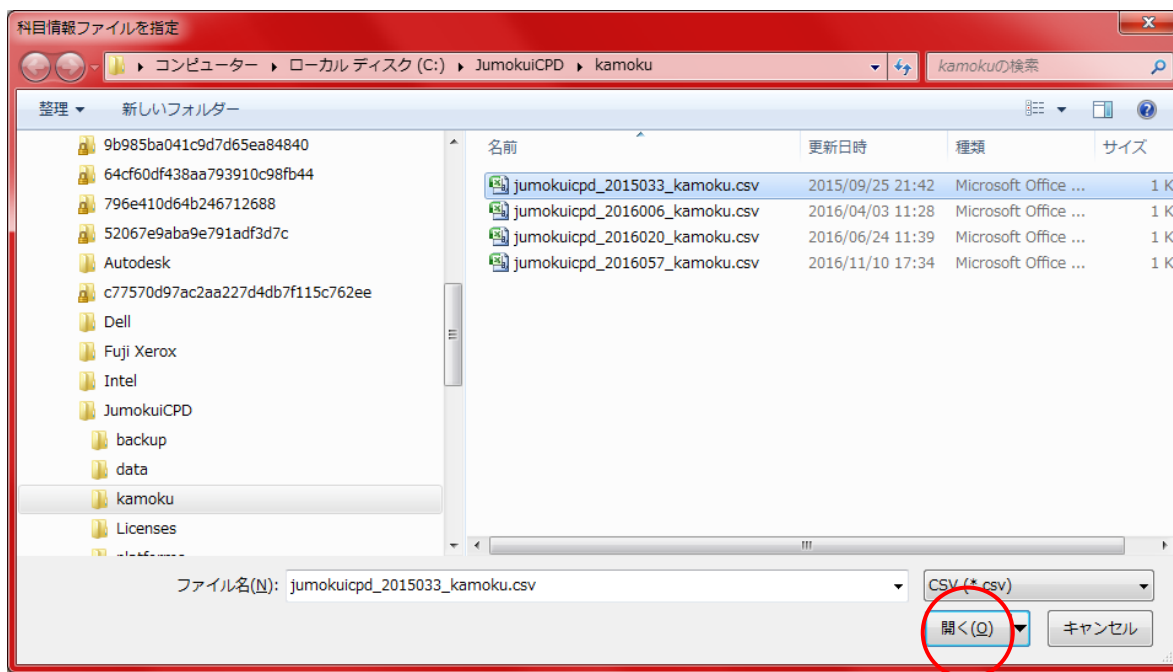 科目情報ファイルを指定
コンピューター ▸ ローカル ディスク (C:) ▸ JumokuiCPD ▸ kamoku
kamokuの検索
整理 新しいフォルダー
9b985ba041c9d7d65ea84840
64cf60df438aa793910c98fb44
796e410d64b246712688
52067e9aba9e791adf3d7c
Autodesk
c77570d97ac2aa227d4db7f115c762ee
Dell
Fuji Xerox
Intel
JumokuiCPD
backup
data
kamoku
Licenses
名前 更新日時 種類 サイズ
jumokuicpd_2015033_kamoku.csv 2015/09/25 21:42 Microsoft Office ... 1 K
jumokuicpd_2016006_kamoku.csv 2016/04/03 11:28 Microsoft Office ... 1 K
jumokuicpd_2016020_kamoku.csv 2016/06/24 11:39 Microsoft Office ... 1 K
jumokuicpd_2016057_kamoku.csv 2016/11/10 17:34 Microsoft Office ... 1 K
ファイル名(N): jumokuicpd_2015033_kamoku.csv
CSV (*.csv)
開く(O) キャンセル